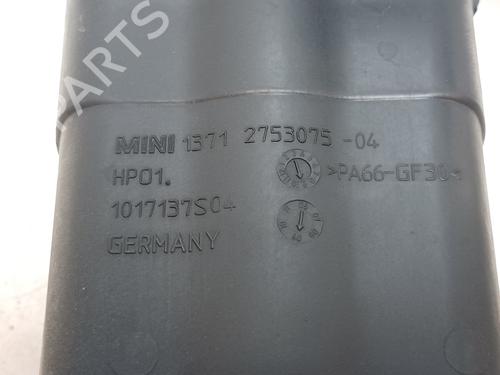 PARTS
MINI 1371 2753075 -04
HP01. >PA66-GF30<
1017137S04
GERMANY